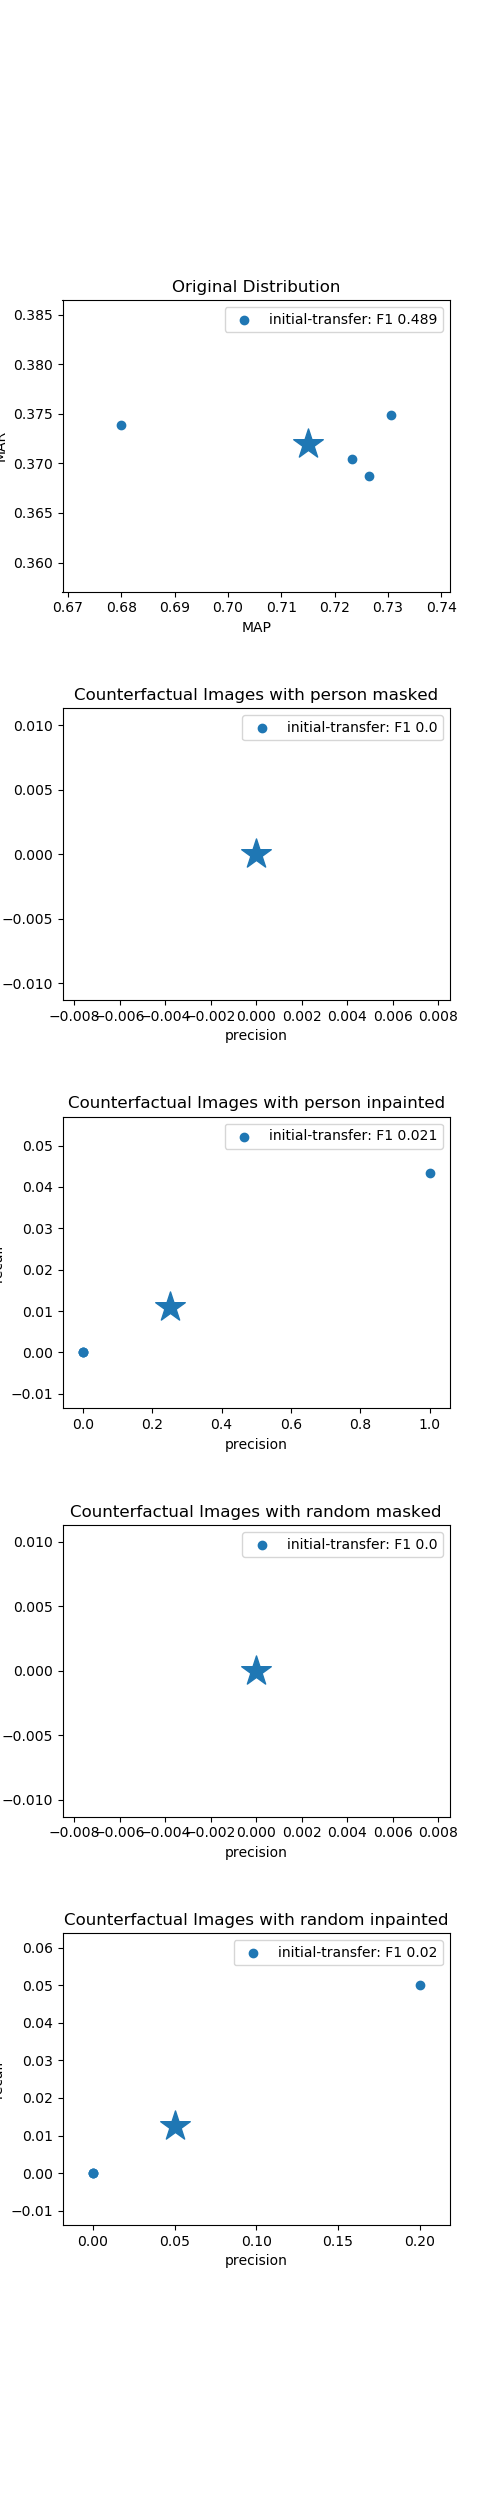 Original Distribution
initial-transfer: F1 0.489
0.385
0.380
0.375
0.370
0.365
0.360
0.67 0.68 0.69 0.70 0.71 0.72 0.73 0.74
MAP
Counterfactual Images with person masked
initial-transfer: F1 0.0
0.010
0.005
0.000
−0.005
−0.010
−0.008 −0.006 −0.004 −0.002 0.000 0.002 0.004 0.006 0.008
precision
Counterfactual Images with person inpainted
initial-transfer: F1 0.021
0.05
0.04
0.03
0.02
0.01
0.00
−0.01
0.0 0.2 0.4 0.6 0.8 1.0
precision
Counterfactual Images with random masked
initial-transfer: F1 0.0
0.010
0.005
0.000
−0.005
−0.010
−0.008 −0.006 −0.004 −0.002 0.000 0.002 0.004 0.006 0.008
precision
Counterfactual Images with random inpainted
initial-transfer: F1 0.02
0.06
0.05
0.04
0.03
0.02
0.01
0.00
−0.01
0.00 0.05 0.10 0.15 0.20
precision